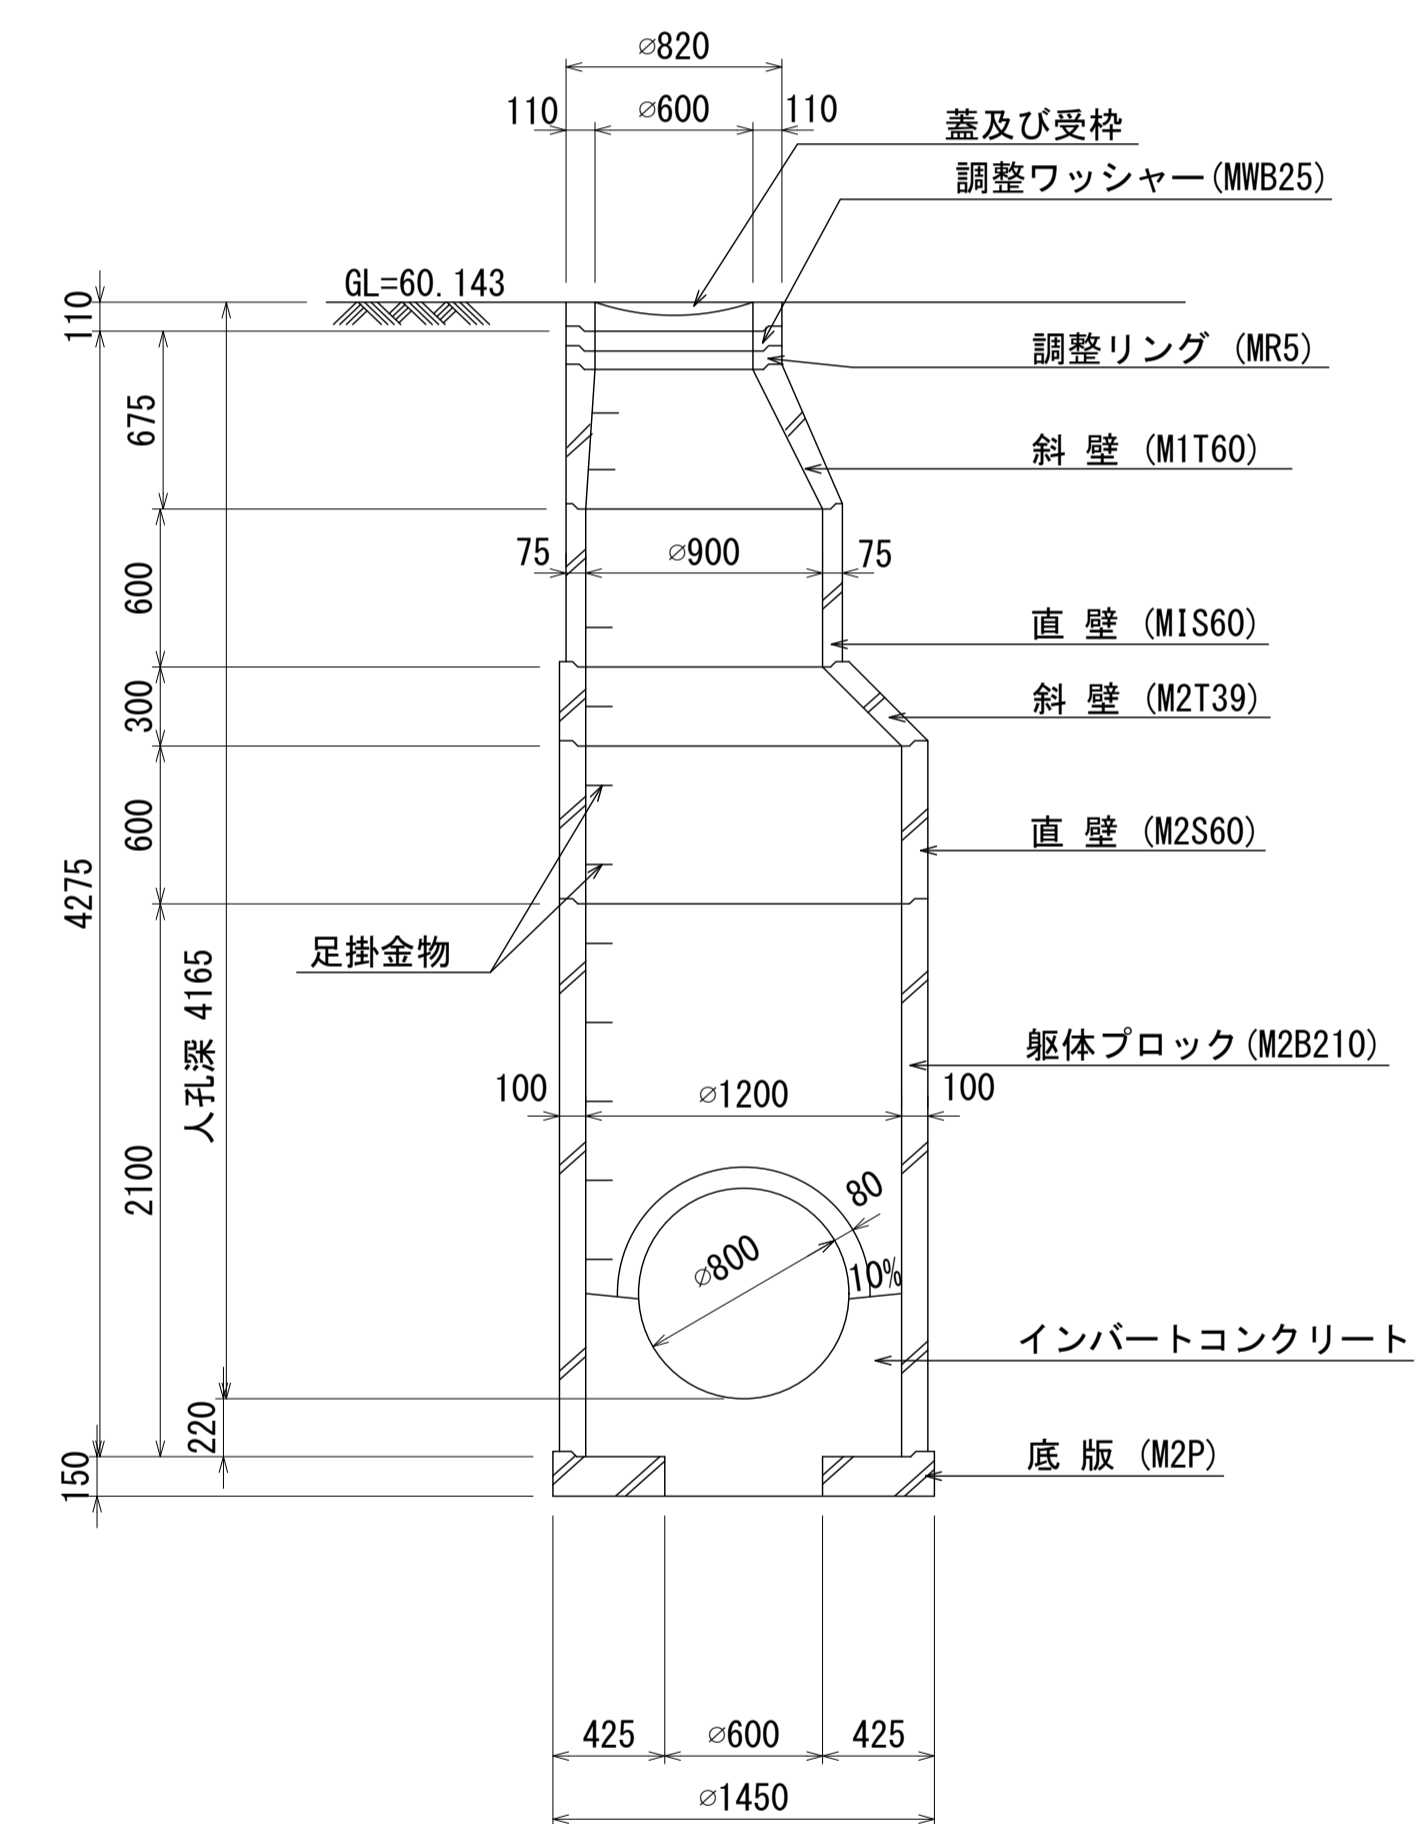 ∅820
110
∅600
110
蓋及び受枠
調整ワッシャー(MWB25)
GL=60.143
110
調整リング (MR5)
675
斜 壁 (M1T60)
75
∅900
75
600
直 壁 (MIS60)
300
斜 壁 (M2T39)
600
直 壁 (M2S60)
4275
足掛金物
人孔深 4165
躯体ブロック(M2B210)
100
∅1200
100
2100
80
∅800
10%
インバートコンクリート
220
150
底 版 (M2P)
425
∅600
425
∅1450